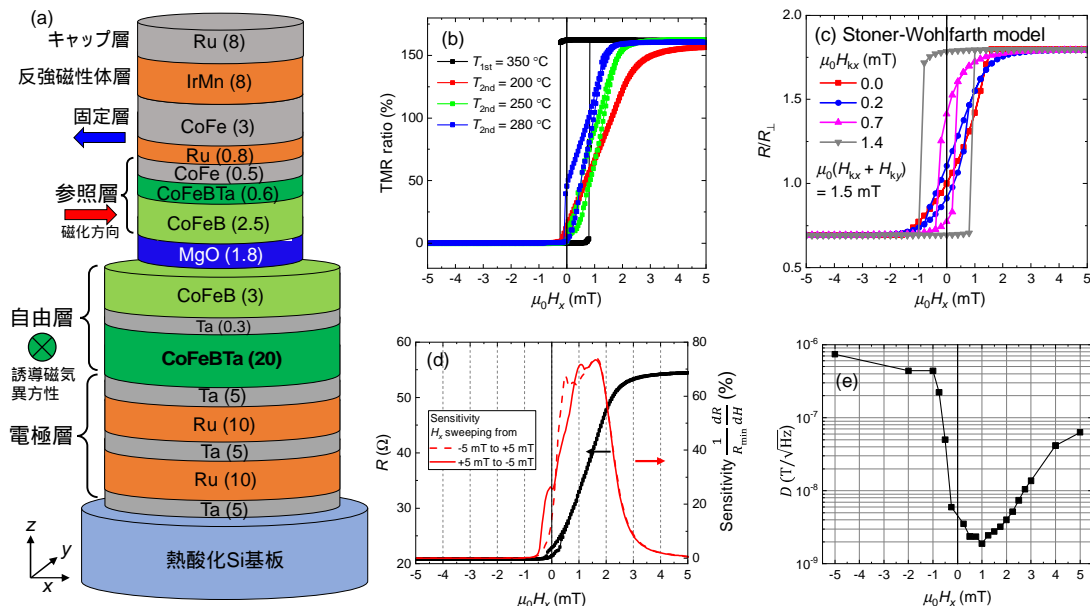 (a)
キャップ層
Ru (8)
反強磁性体層
IrMn (8)
固定層
CoFe (3)
Ru (0.8)
CoFe (0.5)
参照層
CoFeBTa (0.6)
磁化方向
CoFeB (2.5)
MgO (1.8)
CoFeB (3)
自由層
Ta (0.3)
CoFeBTa (20)
誘導磁気
異方性
Ta (5)
電極層
Ru (10)
Ta (5)
Ru (10)
Ta (5)
熱酸化Si基板
z
y
x
(b)
TMR ratio (%)
150
100
50
0
T1st = 350 °C
T2nd = 200 °C
T2nd = 250 °C
T2nd = 280 °C
-5 -4 -3 -2 -1 0 1 2 3 4 5
μ0Hx (mT)
(c) Stoner-Wohlfarth model
R/R⊥
2.0
1.5
1.0
0.5
μ0Hkx (mT)
0.0
0.2
0.7
1.4
μ0(Hkx + Hky)
= 1.5 mT
-5 -4 -3 -2 -1 0 1 2 3 4 5
μ0Hx (mT)
(d)
R (Ω)
60
50
40
30
20
Sensitivity
Hx sweeping from
-5 mT to +5 mT
+5 mT to -5 mT
80
60
40
20
0
Sensitivity 1/Rmin dR/dH (%)
-5 -4 -3 -2 -1 0 1 2 3 4 5
μ0Hx (mT)
(e)
D (T/√Hz)
10-6
10-7
10-8
10-9
-5 -4 -3 -2 -1 0 1 2 3 4 5
μ0Hx (mT)